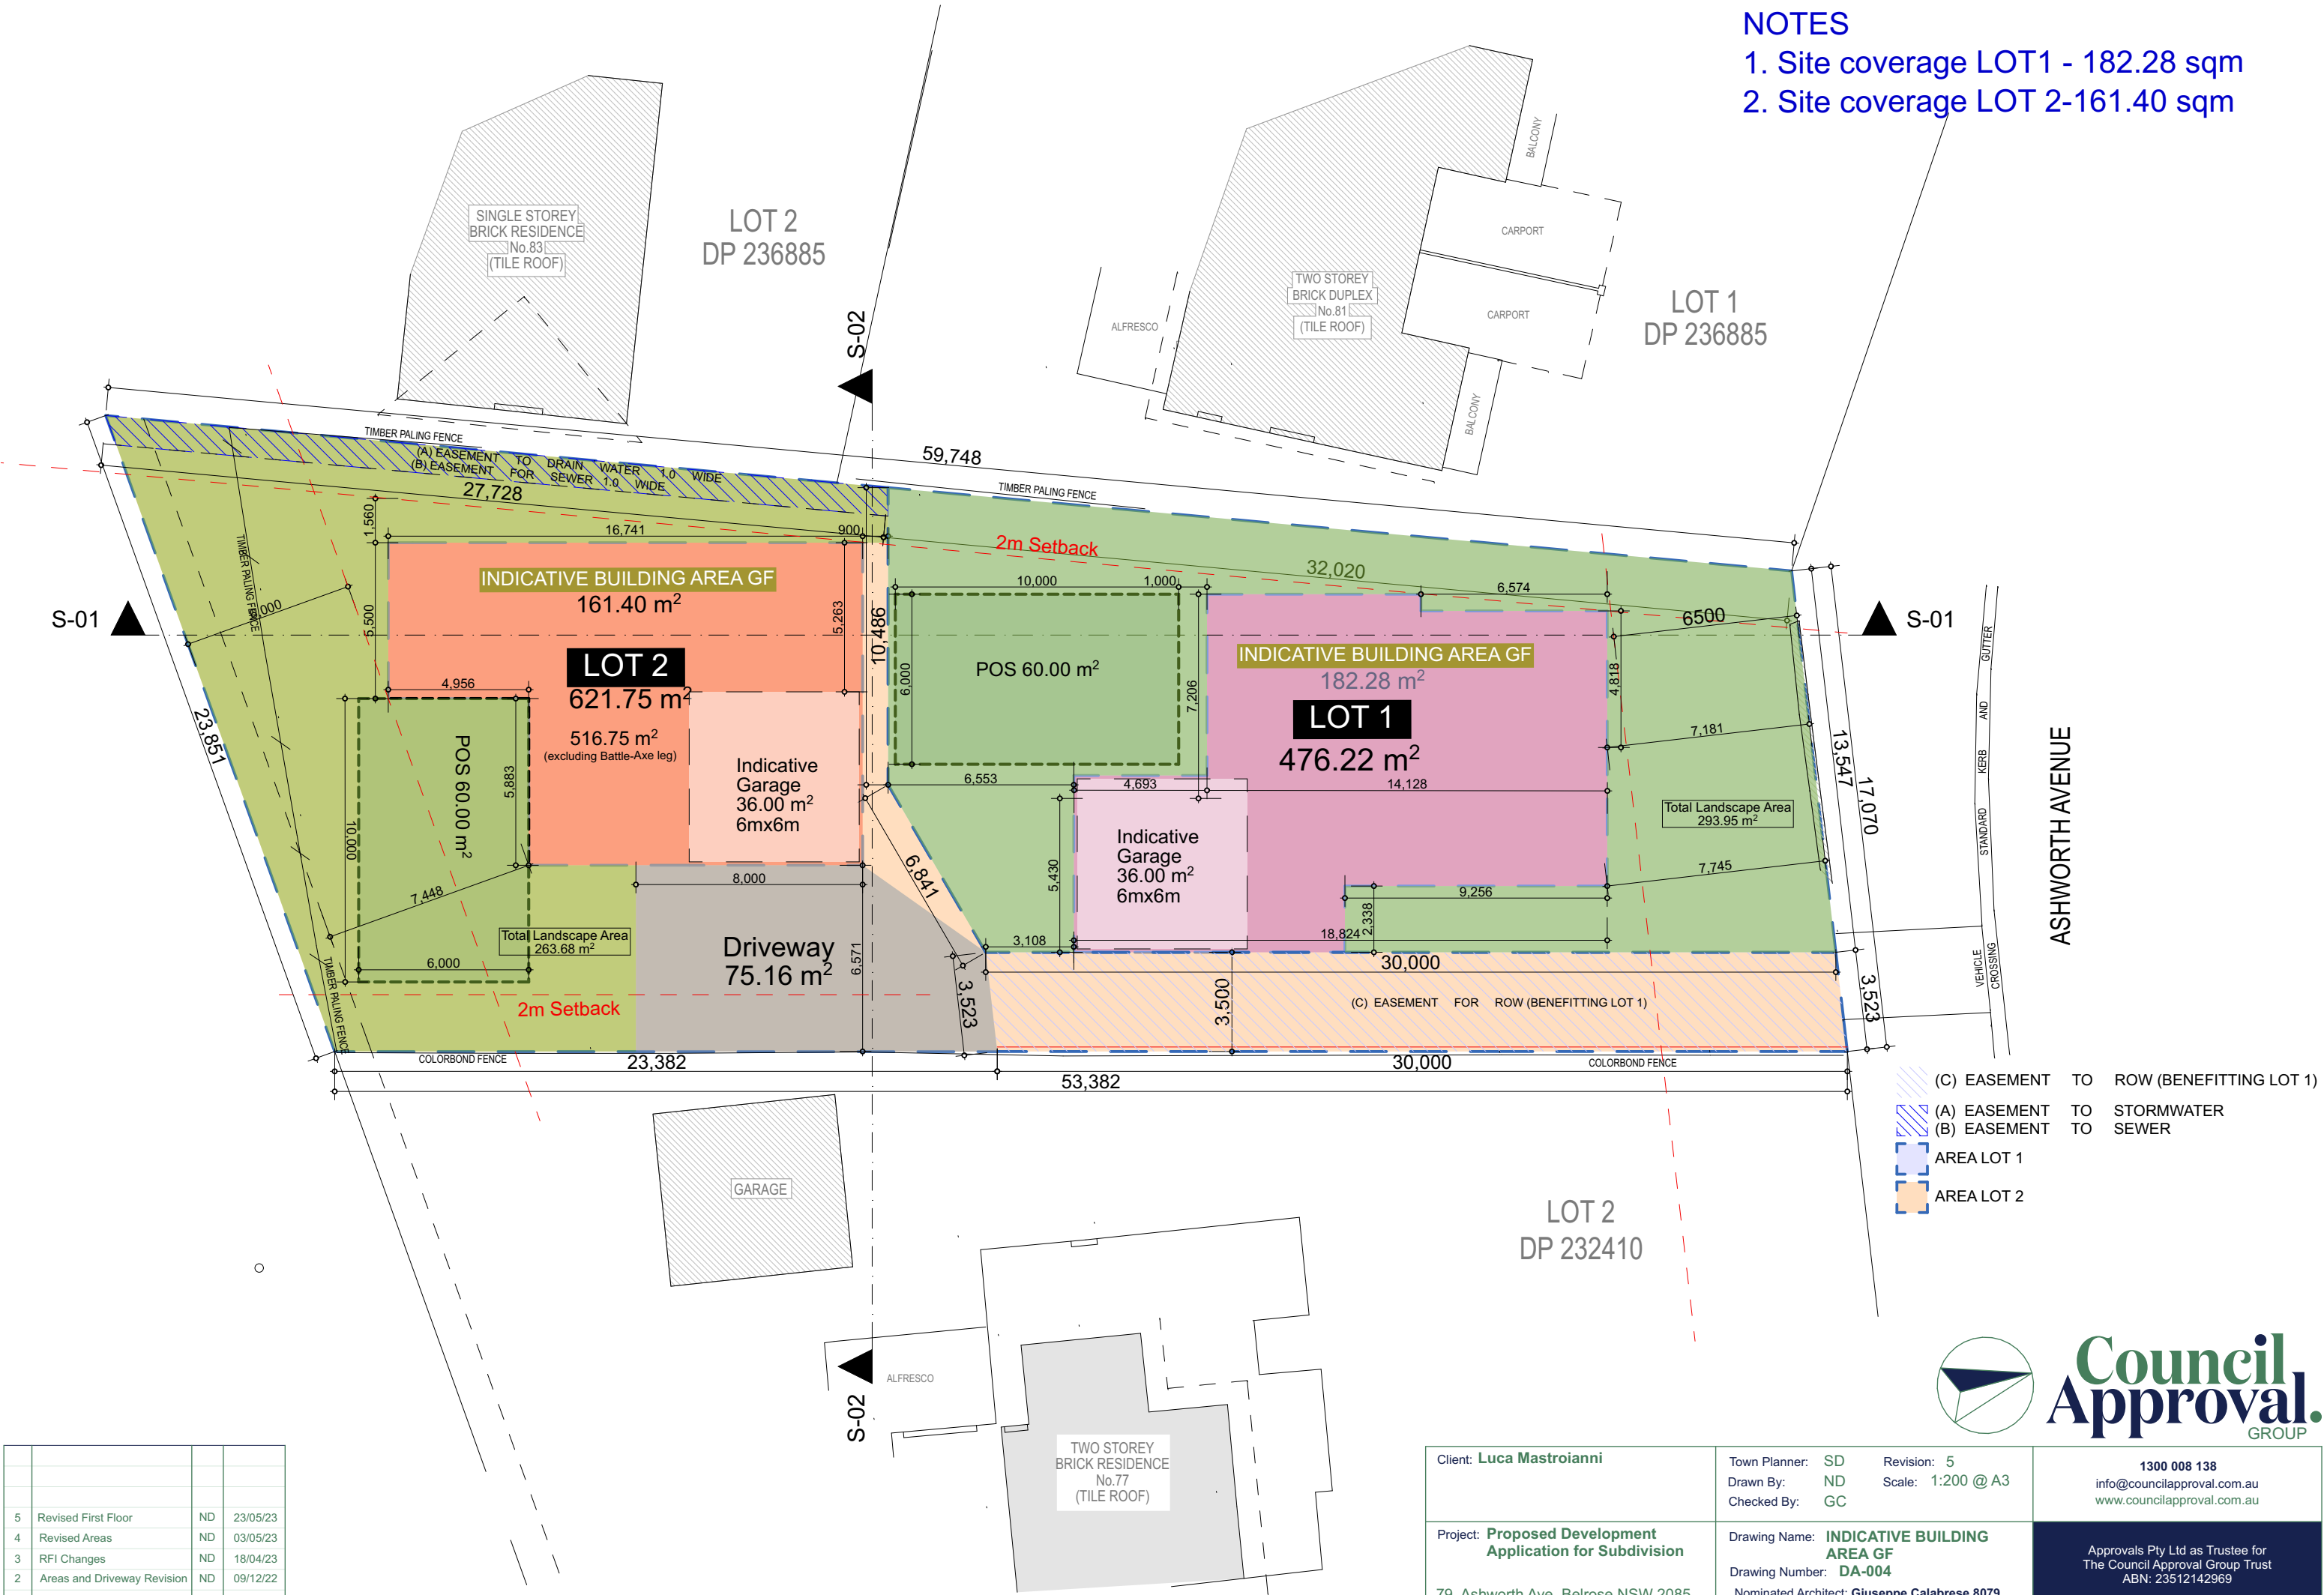 NOTES
1. Site coverage LOT1 - 182.28 sqm
2. Site coverage LOT 2-161.40 sqm
SINGLE STOREY
BRICK RESIDENCE
No.83
(TILE ROOF)
LOT 2
DP 236885
TWO STOREY
BRICK DUPLEX
No.81
(TILE ROOF)
BALCONY
CARPORT
CARPORT
BALCONY
ALFRESCO
LOT 1
DP 236885
S-02
TIMBER PALING FENCE
(A) EASEMENT TO DRAIN WATER 1.0 WIDE
(B) EASEMENT FOR SEWER 1.0 WIDE
59,748
TIMBER PALING FENCE
27,728
1,560
16,741
900
2m Setback
32,020
10,000
1,000
6,574
6500
S-01
S-01
TIMBER PALING FENCE
INDICATIVE BUILDING AREA GF
161.40 m²
5,500
5,263
10,486
6,000
POS 60.00 m²
7,206
INDICATIVE BUILDING AREA GF
182.28 m²
4,818
LOT 2
621.75 m²
516.75 m²
(excluding Battle-Axe leg)
4,956
LOT 1
476.22 m²
7,181
23,851
POS 60.00 m²
5,883
10,000
Indicative
Garage
36.00 m²
6mx6m
6,553
4,693
14,128
13,547
17,070
Total Landscape Area
293.95 m²
Indicative
Garage
36.00 m²
6mx6m
5,430
7,745
7,448
8,000
6,841
9,256
2,338
Total Landscape Area
263.68 m²
Driveway
75.16 m²
6,571
3,108
18,824
6,000
30,000
3,523
3.500
(C) EASEMENT FOR ROW (BENEFITTING LOT 1)
3,523
2m Setback
TIMBER PALING FENCE
COLORBOND FENCE
23,382
30,000
COLORBOND FENCE
53,382
STANDARD KERB AND GUTTER
VEHICLE
CROSSING
ASHWORTH AVENUE
(C) EASEMENT TO ROW (BENEFITTING LOT 1)
(A) EASEMENT TO STORMWATER
(B) EASEMENT TO SEWER
AREA LOT 1
AREA LOT 2
GARAGE
LOT 2
DP 232410
ALFRESCO
S-02
TWO STOREY
BRICK RESIDENCE
No.77
(TILE ROOF)
Council
Approval.
GROUP
5 Revised First Floor ND 23/05/23
4 Revised Areas ND 03/05/23
3 RFI Changes ND 18/04/23
2 Areas and Driveway Revision ND 09/12/22
Client: Luca Mastroianni
Town Planner: SD Revision: 5
Drawn By: ND Scale: 1:200 @ A3
Checked By: GC
1300 008 138
info@councilapproval.com.au
www.councilapproval.com.au
Project: Proposed Development
Application for Subdivision
79, Ashworth Ave, Belrose NSW 2085
Drawing Name: INDICATIVE BUILDING
AREA GF
Drawing Number: DA-004
Nominated Architect: Giuseppe Calabrese 8079
Approvals Pty Ltd as Trustee for
The Council Approval Group Trust
ABN: 23512142969